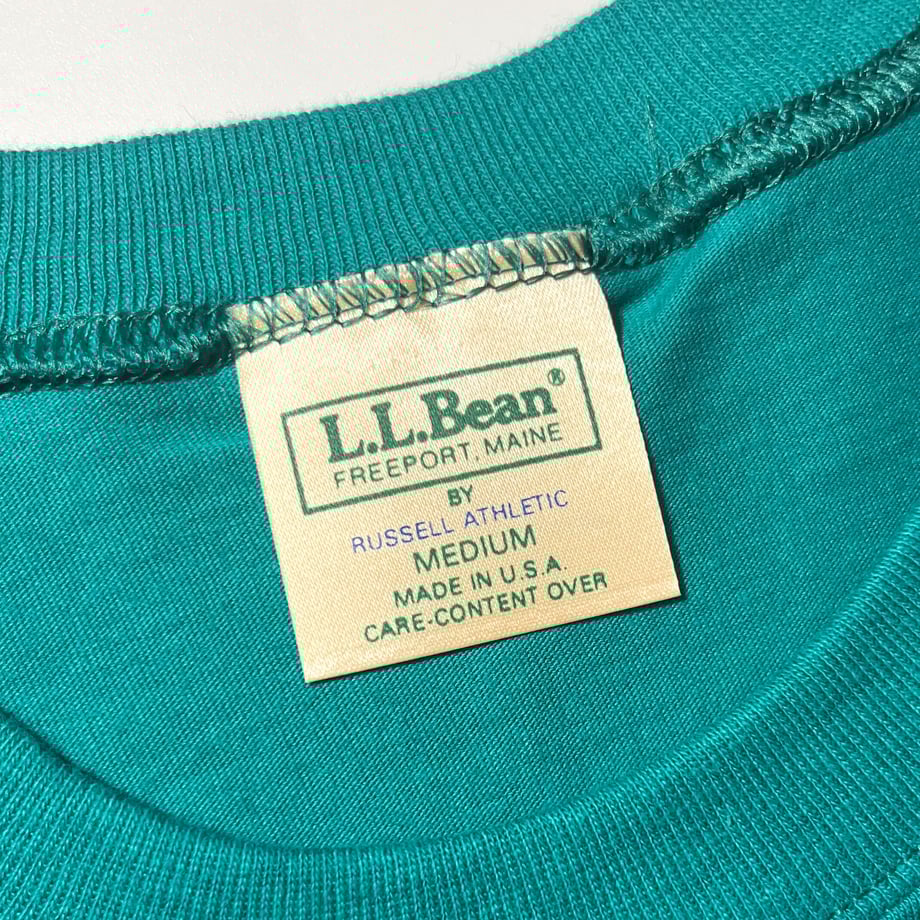 L.L.Bean®
FREEPORT, MAINE
BY
RUSSELL ATHLETIC
MEDIUM
MADE IN U.S.A.
CARE-CONTENT OVER